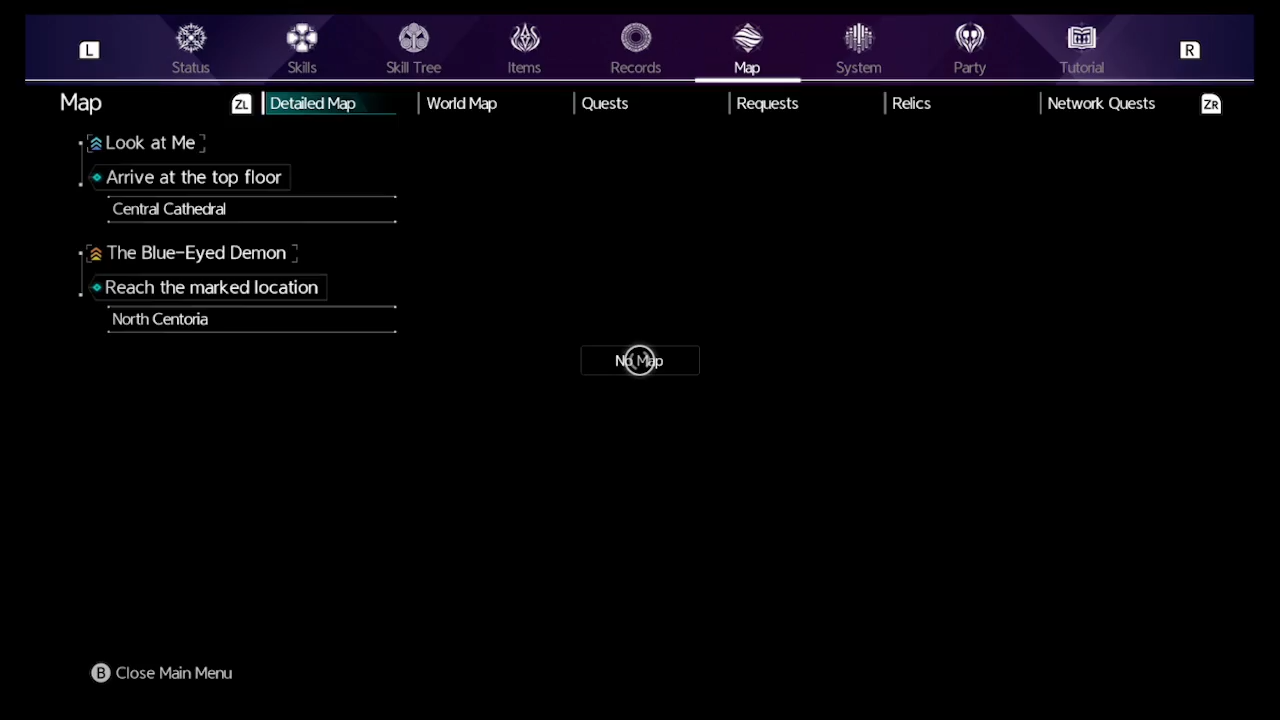 L
Status
Skills
Skill Tree
Items
Records
Map
System
Party
Tutorial
R
Map
ZL
Detailed Map
World Map
Quests
Requests
Relics
Network Quests
ZR
Look at Me
Arrive at the top floor
Central Cathedral
The Blue-Eyed Demon
Reach the marked location
North Centoria
No Map
B Close Main Menu